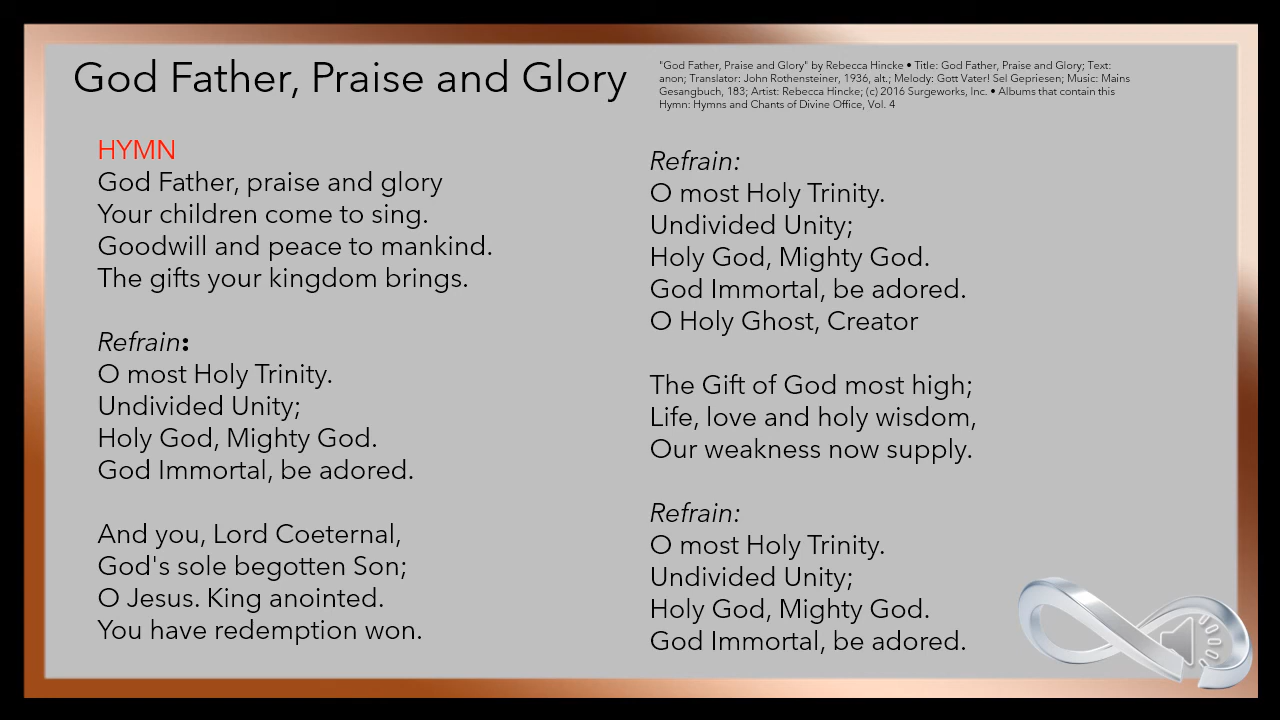 God Father, Praise and Glory
"God Father, Praise and Glory" by Rebecca Hincke • Title: God Father, Praise and Glory; Text:
anon; Translator: John Rothensteiner, 1936, alt.; Melody: Gott Vater! Sel Gepriesen; Music: Mains
Gesangbuch, 183; Artist: Rebecca Hincke; (c) 2016 Surgeworks, Inc. • Albums that contain this
Hymn: Hymns and Chants of Divine Office, Vol. 4
HYMN
God Father, praise and glory
Your children come to sing.
Goodwill and peace to mankind.
The gifts your kingdom brings.
Refrain:
O most Holy Trinity.
Undivided Unity;
Holy God, Mighty God.
God Immortal, be adored.
And you, Lord Coeternal,
God's sole begotten Son;
O Jesus. King anointed.
You have redemption won.
Refrain:
O most Holy Trinity.
Undivided Unity;
Holy God, Mighty God.
God Immortal, be adored.
O Holy Ghost, Creator
The Gift of God most high;
Life, love and holy wisdom,
Our weakness now supply.
Refrain:
O most Holy Trinity.
Undivided Unity;
Holy God, Mighty God.
God Immortal, be adored.